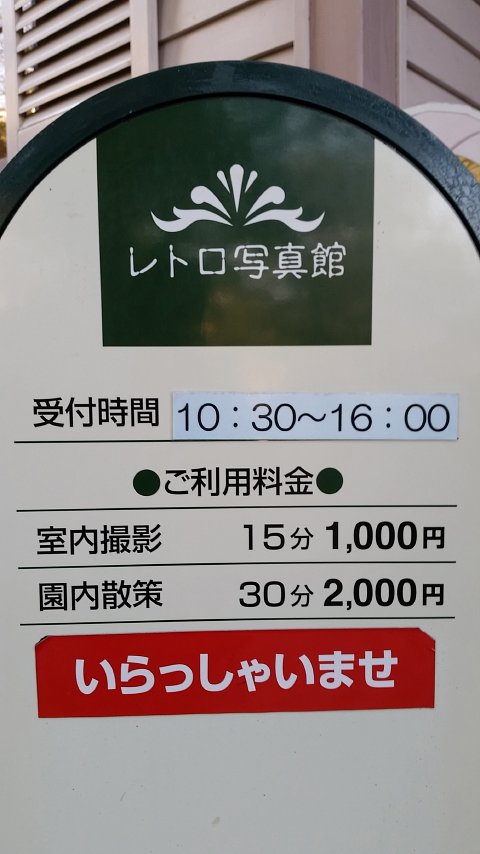 レトロ写真館
受付時間 10:30〜16:00
●ご利用料金●
室内撮影 15分 1,000円
園内散策 30分 2,000円
いらっしゃいませ